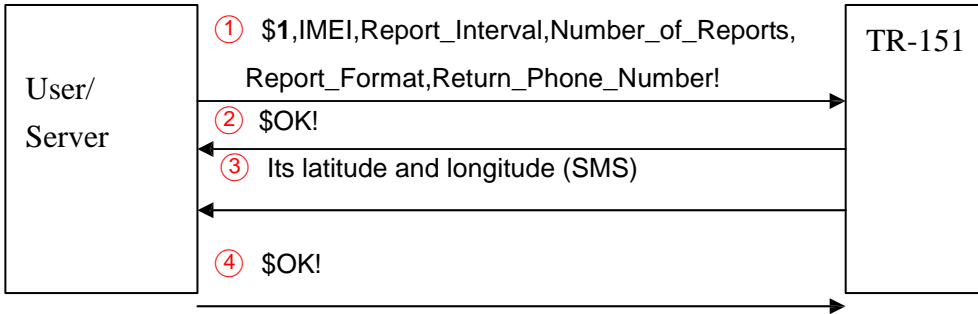 ① $1,IMEI,Report_Interval,Number_of_Reports,
Report_Format,Return_Phone_Number!
TR-151
User/
Server
② $OK!
③ Its latitude and longitude (SMS)
④ $OK!